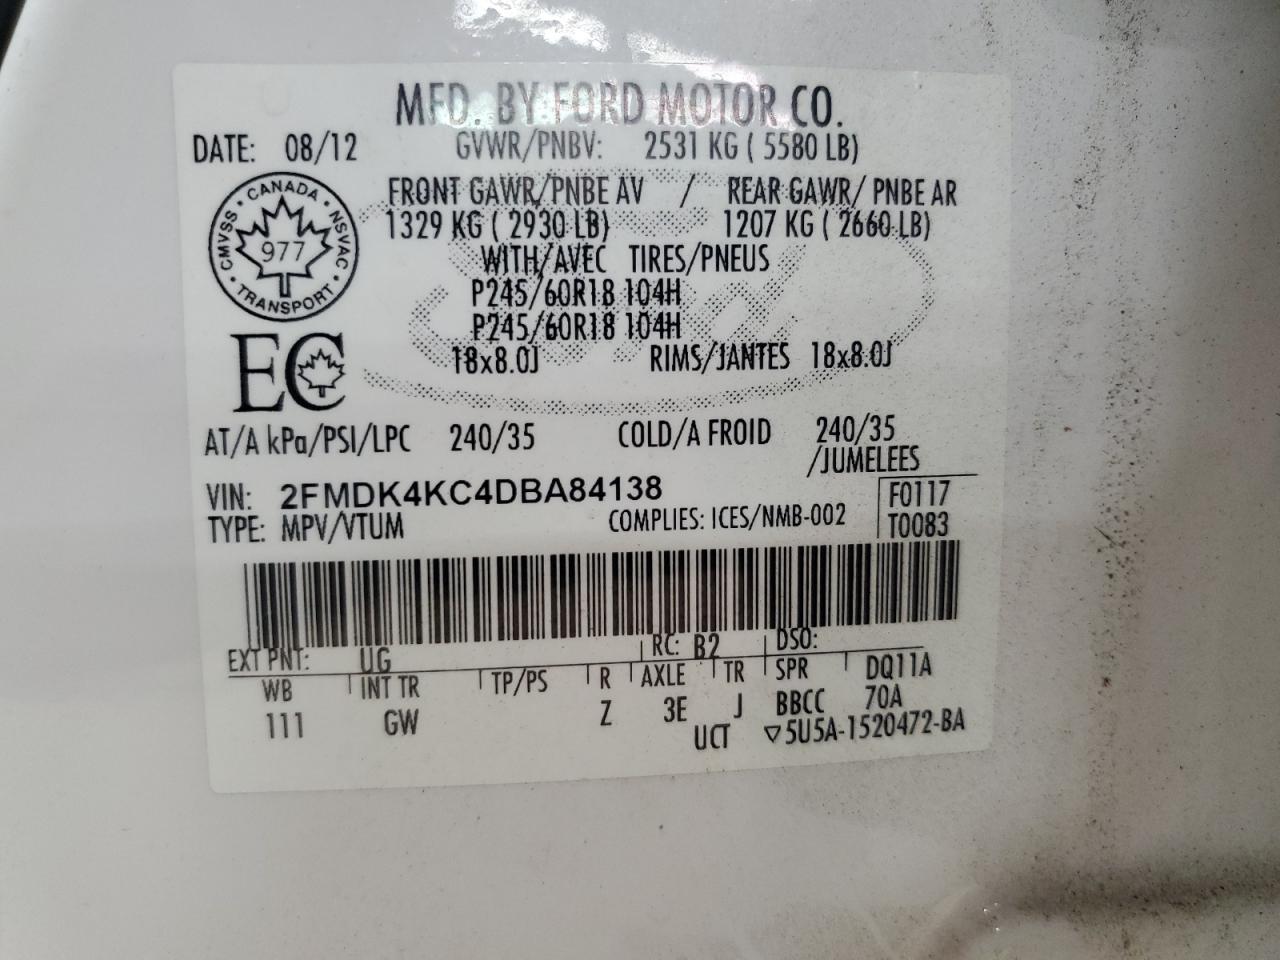 MFD. BY FORD MOTOR CO.
DATE: 08/12 GVWR/PNBV: 2531 KG ( 5580 LB)
FRONT GAWR/PNBE AV / REAR GAWR/ PNBE AR
1329 KG ( 2930 LB) 1207 KG ( 2660 LB)
CANADA · NSVAC · TRANSPORT · CMVSS ·
977
WITH/AVEC TIRES/PNEUS
P245/60R18 104H
P245/60R18 104H
EC
18x8.0J RIMS/JANTES 18x8.0J
AT/A kPa/PSI/LPC 240/35 COLD/A FROID 240/35
/JUMELEES
VIN: 2FMDK4KC4DBA84138 F0117
TYPE: MPV/VTUM COMPLIES: ICES/NMB-002 T0083
EXT PNT: UG RC: B2 DSO:
WB INT TR TP/PS R AXLE TR SPR DQ11A
111 GW Z 3E J BBCC 70A
UCT ▽5U5A-1520472-BA